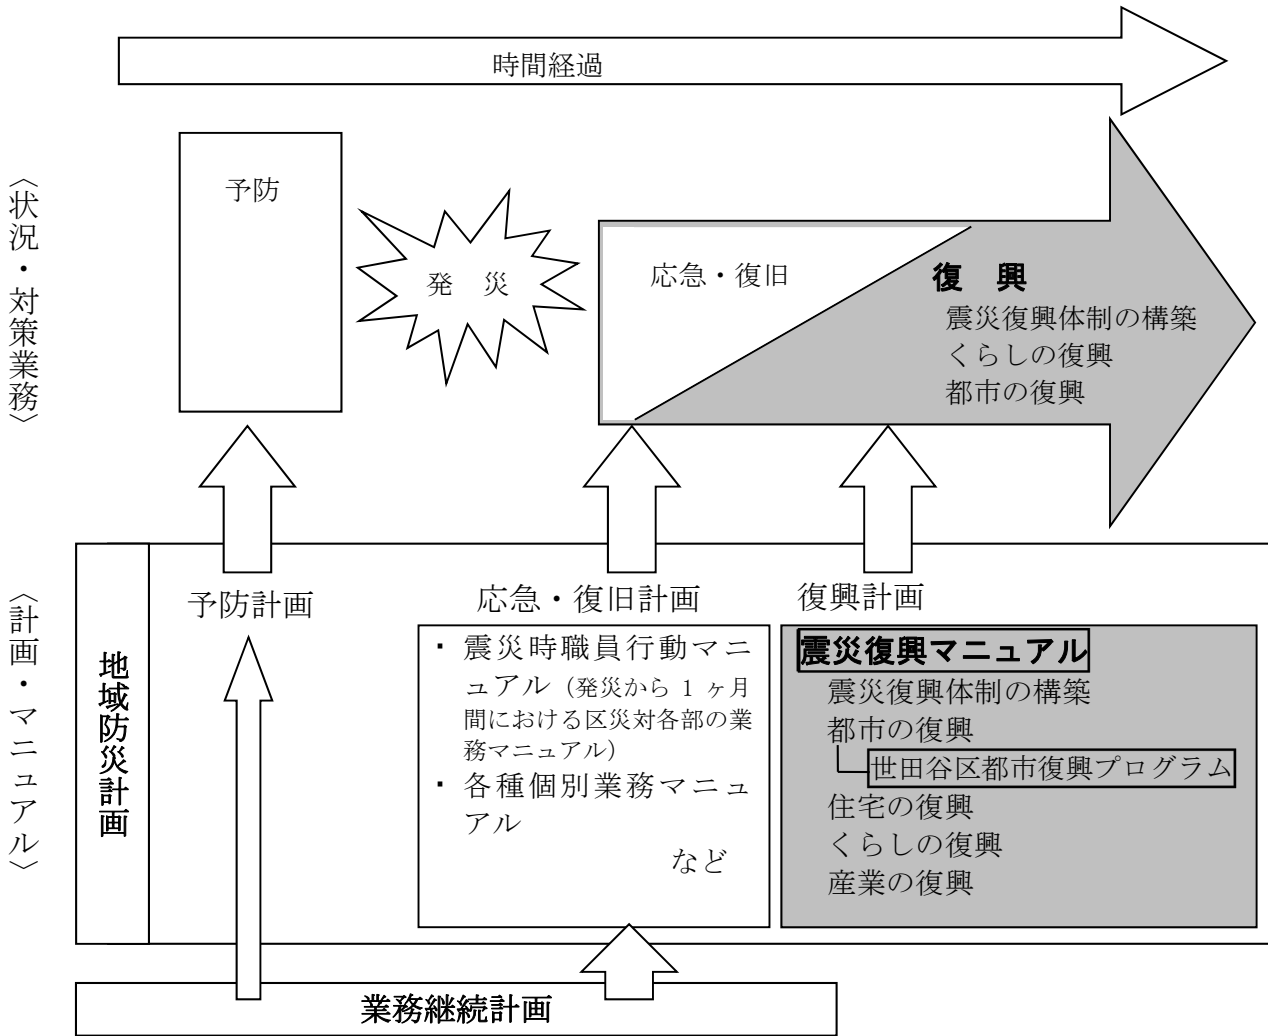 時間経過
〈状況・対策業務〉
予防
発　災
応急・復旧
復　興
震災復興体制の構築
くらしの復興
都市の復興
〈計画・マニュアル〉
地域防災計画
予防計画
応急・復旧計画
・ 震災時職員行動マニ
ュアル（発災から 1 ヶ月
間における区災対各部の業
務マニュアル）
・ 各種個別業務マニュ
アル
など
復興計画
震災復興マニュアル
震災復興体制の構築
都市の復興
世田谷区都市復興プログラム
住宅の復興
くらしの復興
産業の復興
業務継続計画